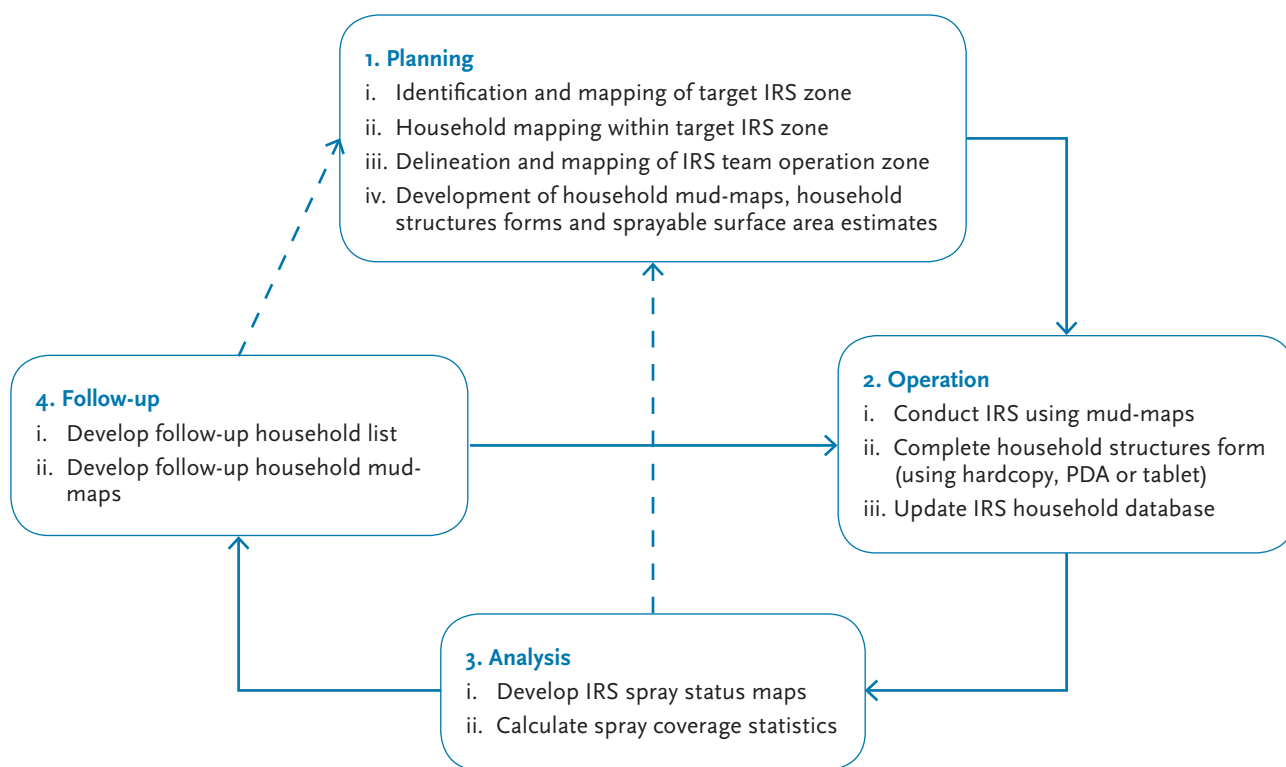 1. Planning
i. Identification and mapping of target IRS zone
ii. Household mapping within target IRS zone
iii. Delineation and mapping of IRS team operation zone
iv. Development of household mud-maps, household
structures forms and sprayable surface area estimates
4. Follow-up
i. Develop follow-up household list
ii. Develop follow-up household mud-
maps
2. Operation
i. Conduct IRS using mud-maps
ii. Complete household structures form
(using hardcopy, PDA or tablet)
iii. Update IRS household database
3. Analysis
i. Develop IRS spray status maps
ii. Calculate spray coverage statistics